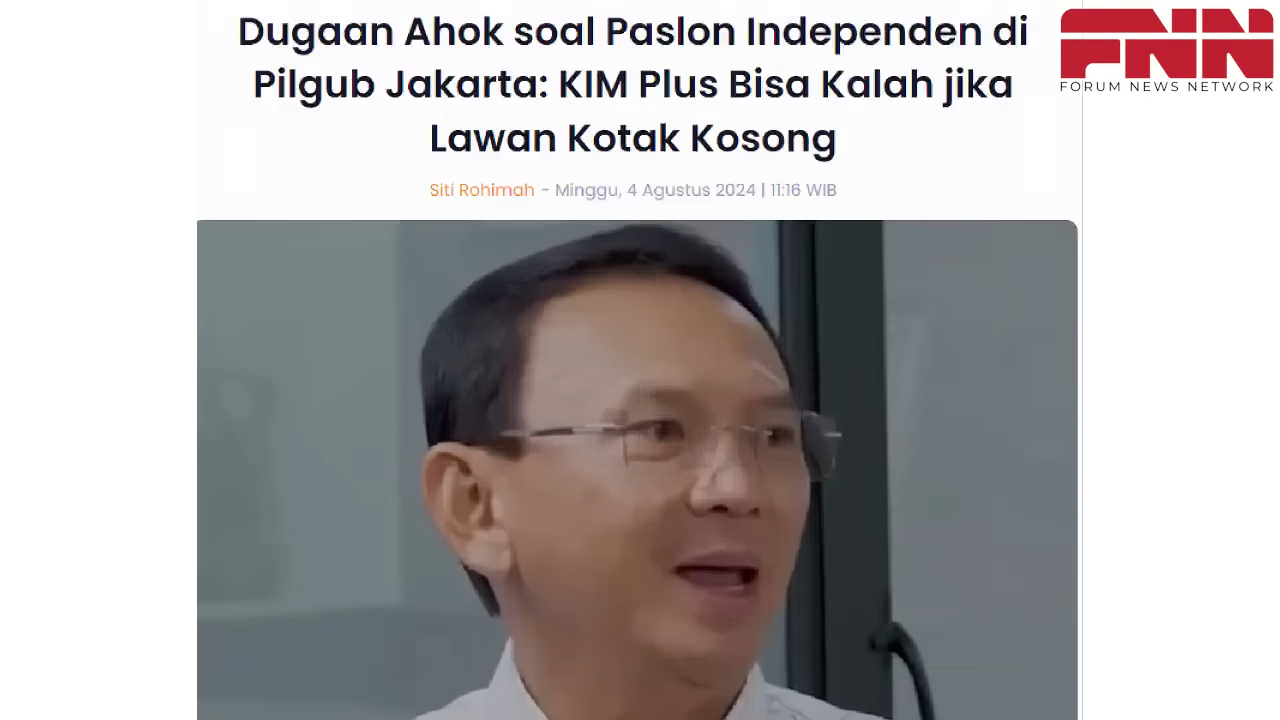 Dugaan Ahok soal Paslon Independen di
Pilgub Jakarta: KIM Plus Bisa Kalah jika
Lawan Kotak Kosong
Siti Rohimah - Minggu, 4 Agustus 2024 | 11:16 WIB
FNN
FORUM NEWS NETWORK